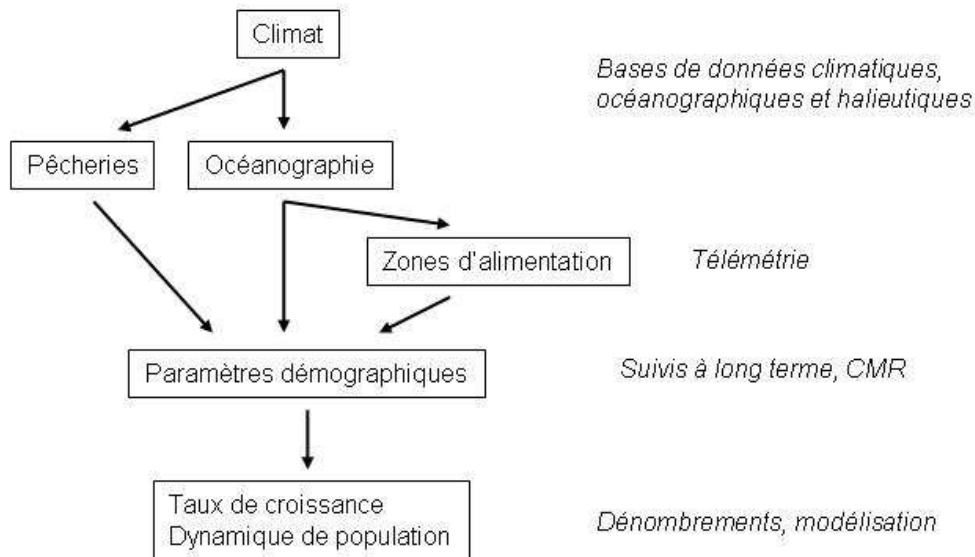 Climat
Bases de données climatiques,
océanographiques et halieutiques
Pêcheries
Océanographie
Zones d'alimentation
Télémétrie
Paramètres démographiques
Suivis à long terme, CMR
Taux de croissance
Dynamique de population
Dénombrements, modélisation